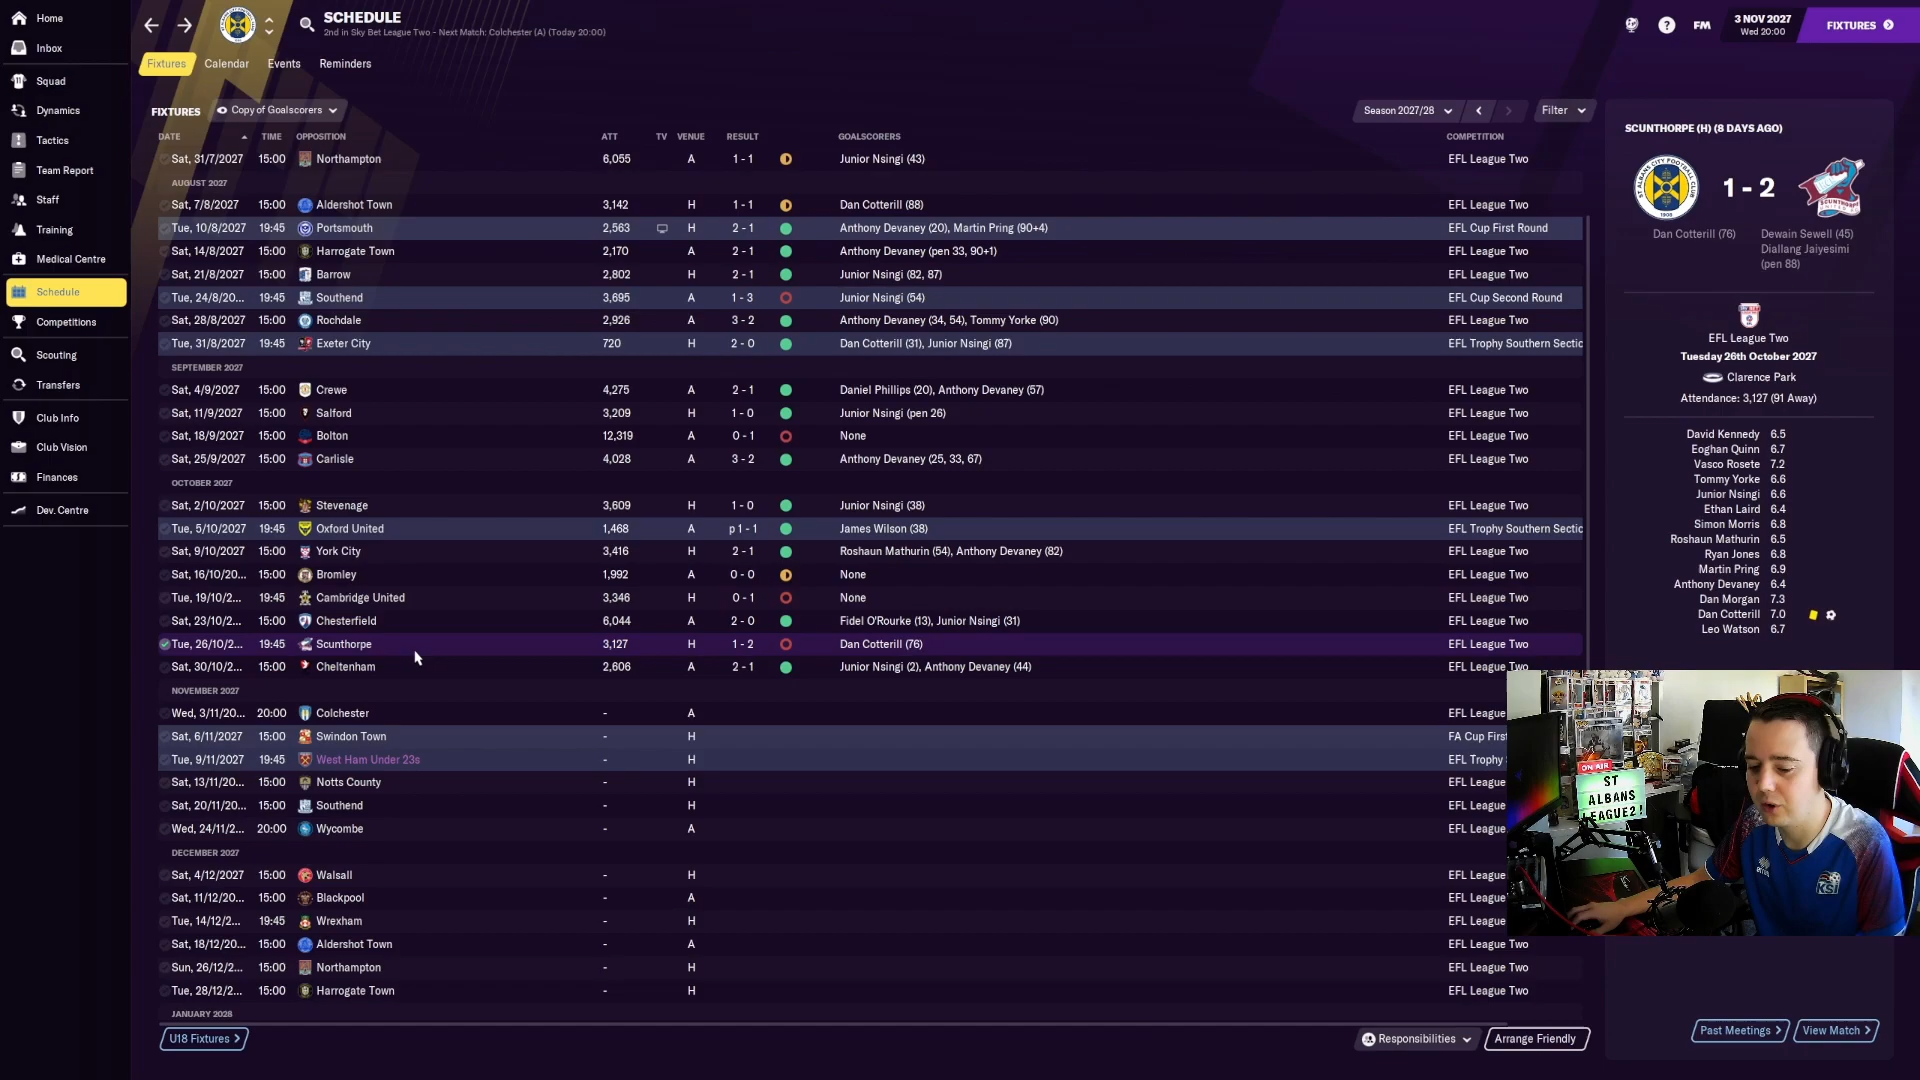 Home
Inbox
Squad
Dynamics
Tactics
Team Report
Staff
Training
Medical Centre
Schedule
Competitions
Scouting
Transfers
Club Info
Club Vision
Finances
Dev. Centre
SCHEDULE
2nd in Sky Bet League Two - Next Match: Colchester (A) (Today 20:00)
FM
3 NOV 2027
Wed 20:00
FIXTURES
Fixtures Calendar Events Reminders
FIXTURES Copy of Goalscorers Season 2027/28 Filter
DATE TIME OPPOSITION ATT TV VENUE RESULT GOALSCORERS COMPETITION
Sat, 31/7/2027 15:00 Northampton 6,055 A 1 - 1 Junior Nsingi (43) EFL League Two
AUGUST 2027
Sat, 7/8/2027 15:00 Aldershot Town 3,142 H 1 - 1 Dan Cotterill (88) EFL League Two
Tue, 10/8/2027 19:45 Portsmouth 2,563 H 2 - 1 Anthony Devaney (20), Martin Pring (90+4) EFL Cup First Round
Sat, 14/8/2027 15:00 Harrogate Town 2,170 A 2 - 1 Anthony Devaney (pen 33, 90+1) EFL League Two
Sat, 21/8/2027 15:00 Barrow 2,802 H 2 - 1 Junior Nsingi (82, 87) EFL League Two
Tue, 24/8/20... 19:45 Southend 3,695 A 1 - 3 Junior Nsingi (54) EFL Cup Second Round
Sat, 28/8/2027 15:00 Rochdale 2,926 A 3 - 2 Anthony Devaney (34, 54), Tommy Yorke (90) EFL League Two
Tue, 31/8/2027 19:45 Exeter City 720 H 2 - 0 Dan Cotterill (31), Junior Nsingi (87) EFL Trophy Southern Sectio
SEPTEMBER 2027
Sat, 4/9/2027 15:00 Crewe 4,275 A 2 - 1 Daniel Phillips (20), Anthony Devaney (57) EFL League Two
Sat, 11/9/2027 15:00 Salford 3,209 H 1 - 0 Junior Nsingi (pen 26) EFL League Two
Sat, 18/9/2027 15:00 Bolton 12,319 A 0 - 1 None EFL League Two
Sat, 25/9/2027 15:00 Carlisle 4,028 A 3 - 2 Anthony Devaney (25, 33, 67) EFL League Two
OCTOBER 2027
Sat, 2/10/2027 15:00 Stevenage 3,609 H 1 - 0 Junior Nsingi (38) EFL League Two
Tue, 5/10/2027 19:45 Oxford United 1,468 A p 1 - 1 James Wilson (38) EFL Trophy Southern Sectio
Sat, 9/10/2027 15:00 York City 3,416 H 2 - 1 Roshaun Mathurin (54), Anthony Devaney (82) EFL League Two
Sat, 16/10/20... 15:00 Bromley 1,992 A 0 - 0 None EFL League Two
Tue, 19/10/2... 19:45 Cambridge United 3,346 H 0 - 1 None EFL League Two
Sat, 23/10/2... 15:00 Chesterfield 6,044 A 2 - 0 Fidel O'Rourke (13), Junior Nsingi (31) EFL League Two
Tue, 26/10/2... 19:45 Scunthorpe 3,127 H 1 - 2 Dan Cotterill (76) EFL League Two
Sat, 30/10/2... 15:00 Cheltenham 2,606 A 2 - 1 Junior Nsingi (2), Anthony Devaney (44) EFL League Two
NOVEMBER 2027
Wed, 3/11/20... 20:00 Colchester - A EFL League
Sat, 6/11/2027 15:00 Swindon Town - H FA Cup Firs
Tue, 9/11/2027 19:45 West Ham Under 23s - H EFL Trophy
Sat, 13/11/20... 15:00 Notts County - H EFL League
Sat, 20/11/20... 15:00 Southend - H EFL League
Wed, 24/11/2... 20:00 Wycombe - A EFL League
DECEMBER 2027
Sat, 4/12/2027 15:00 Walsall - H EFL League
Sat, 11/12/20... 15:00 Blackpool - A EFL League
Tue, 14/12/2... 19:45 Wrexham - H EFL League
Sat, 18/12/20... 15:00 Aldershot Town - A EFL League Two
Sun, 26/12/2... 15:00 Northampton - H EFL League Two
Tue, 28/12/2... 15:00 Harrogate Town - H EFL League Two
JANUARY 2028
U18 Fixtures
Responsibilities
Arrange Friendly
SCUNTHORPE (H) (8 DAYS AGO)
1 - 2
Dan Cotterill (76)
Dewain Sewell (45)
Diallang Jaiyesimi
(pen 88)
EFL League Two
Tuesday 26th October 2027
Clarence Park
Attendance: 3,127 (91 Away)
David Kennedy 6.5
Eoghan Quinn 6.7
Vasco Rosete 7.2
Tommy Yorke 6.6
Junior Nsingi 6.6
Ethan Laird 6.4
Simon Morris 6.8
Roshaun Mathurin 6.5
Ryan Jones 6.8
Martin Pring 6.9
Anthony Devaney 6.4
Dan Morgan 7.3
Dan Cotterill 7.0
Leo Watson 6.7
ON AIR
ST
ALBANS
LEAGUE2!
Past Meetings
View Match